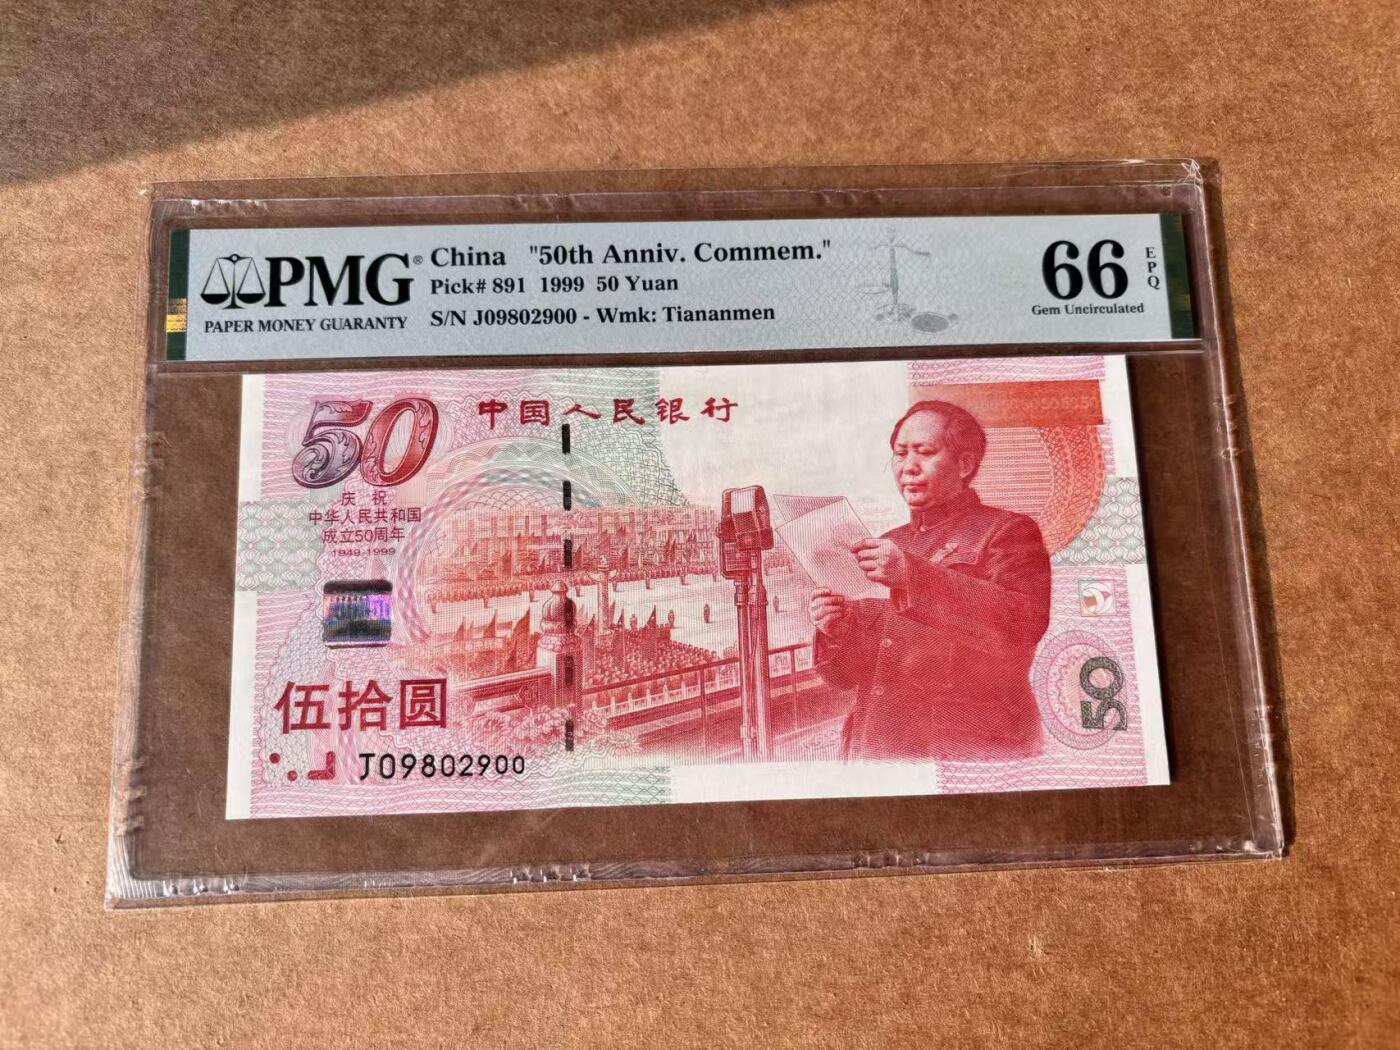 PMG®
PAPER MONEY GUARANTY
China "50th Anniv. Commem."
Pick# 891 1999 50 Yuan
S/N J09802900 - Wmk: Tiananmen
66
EPQ
Gem Uncirculated
50
中国人民银行
庆祝
中华人民共和国
成立50周年
1949-1999
伍拾圆
J09802900
50